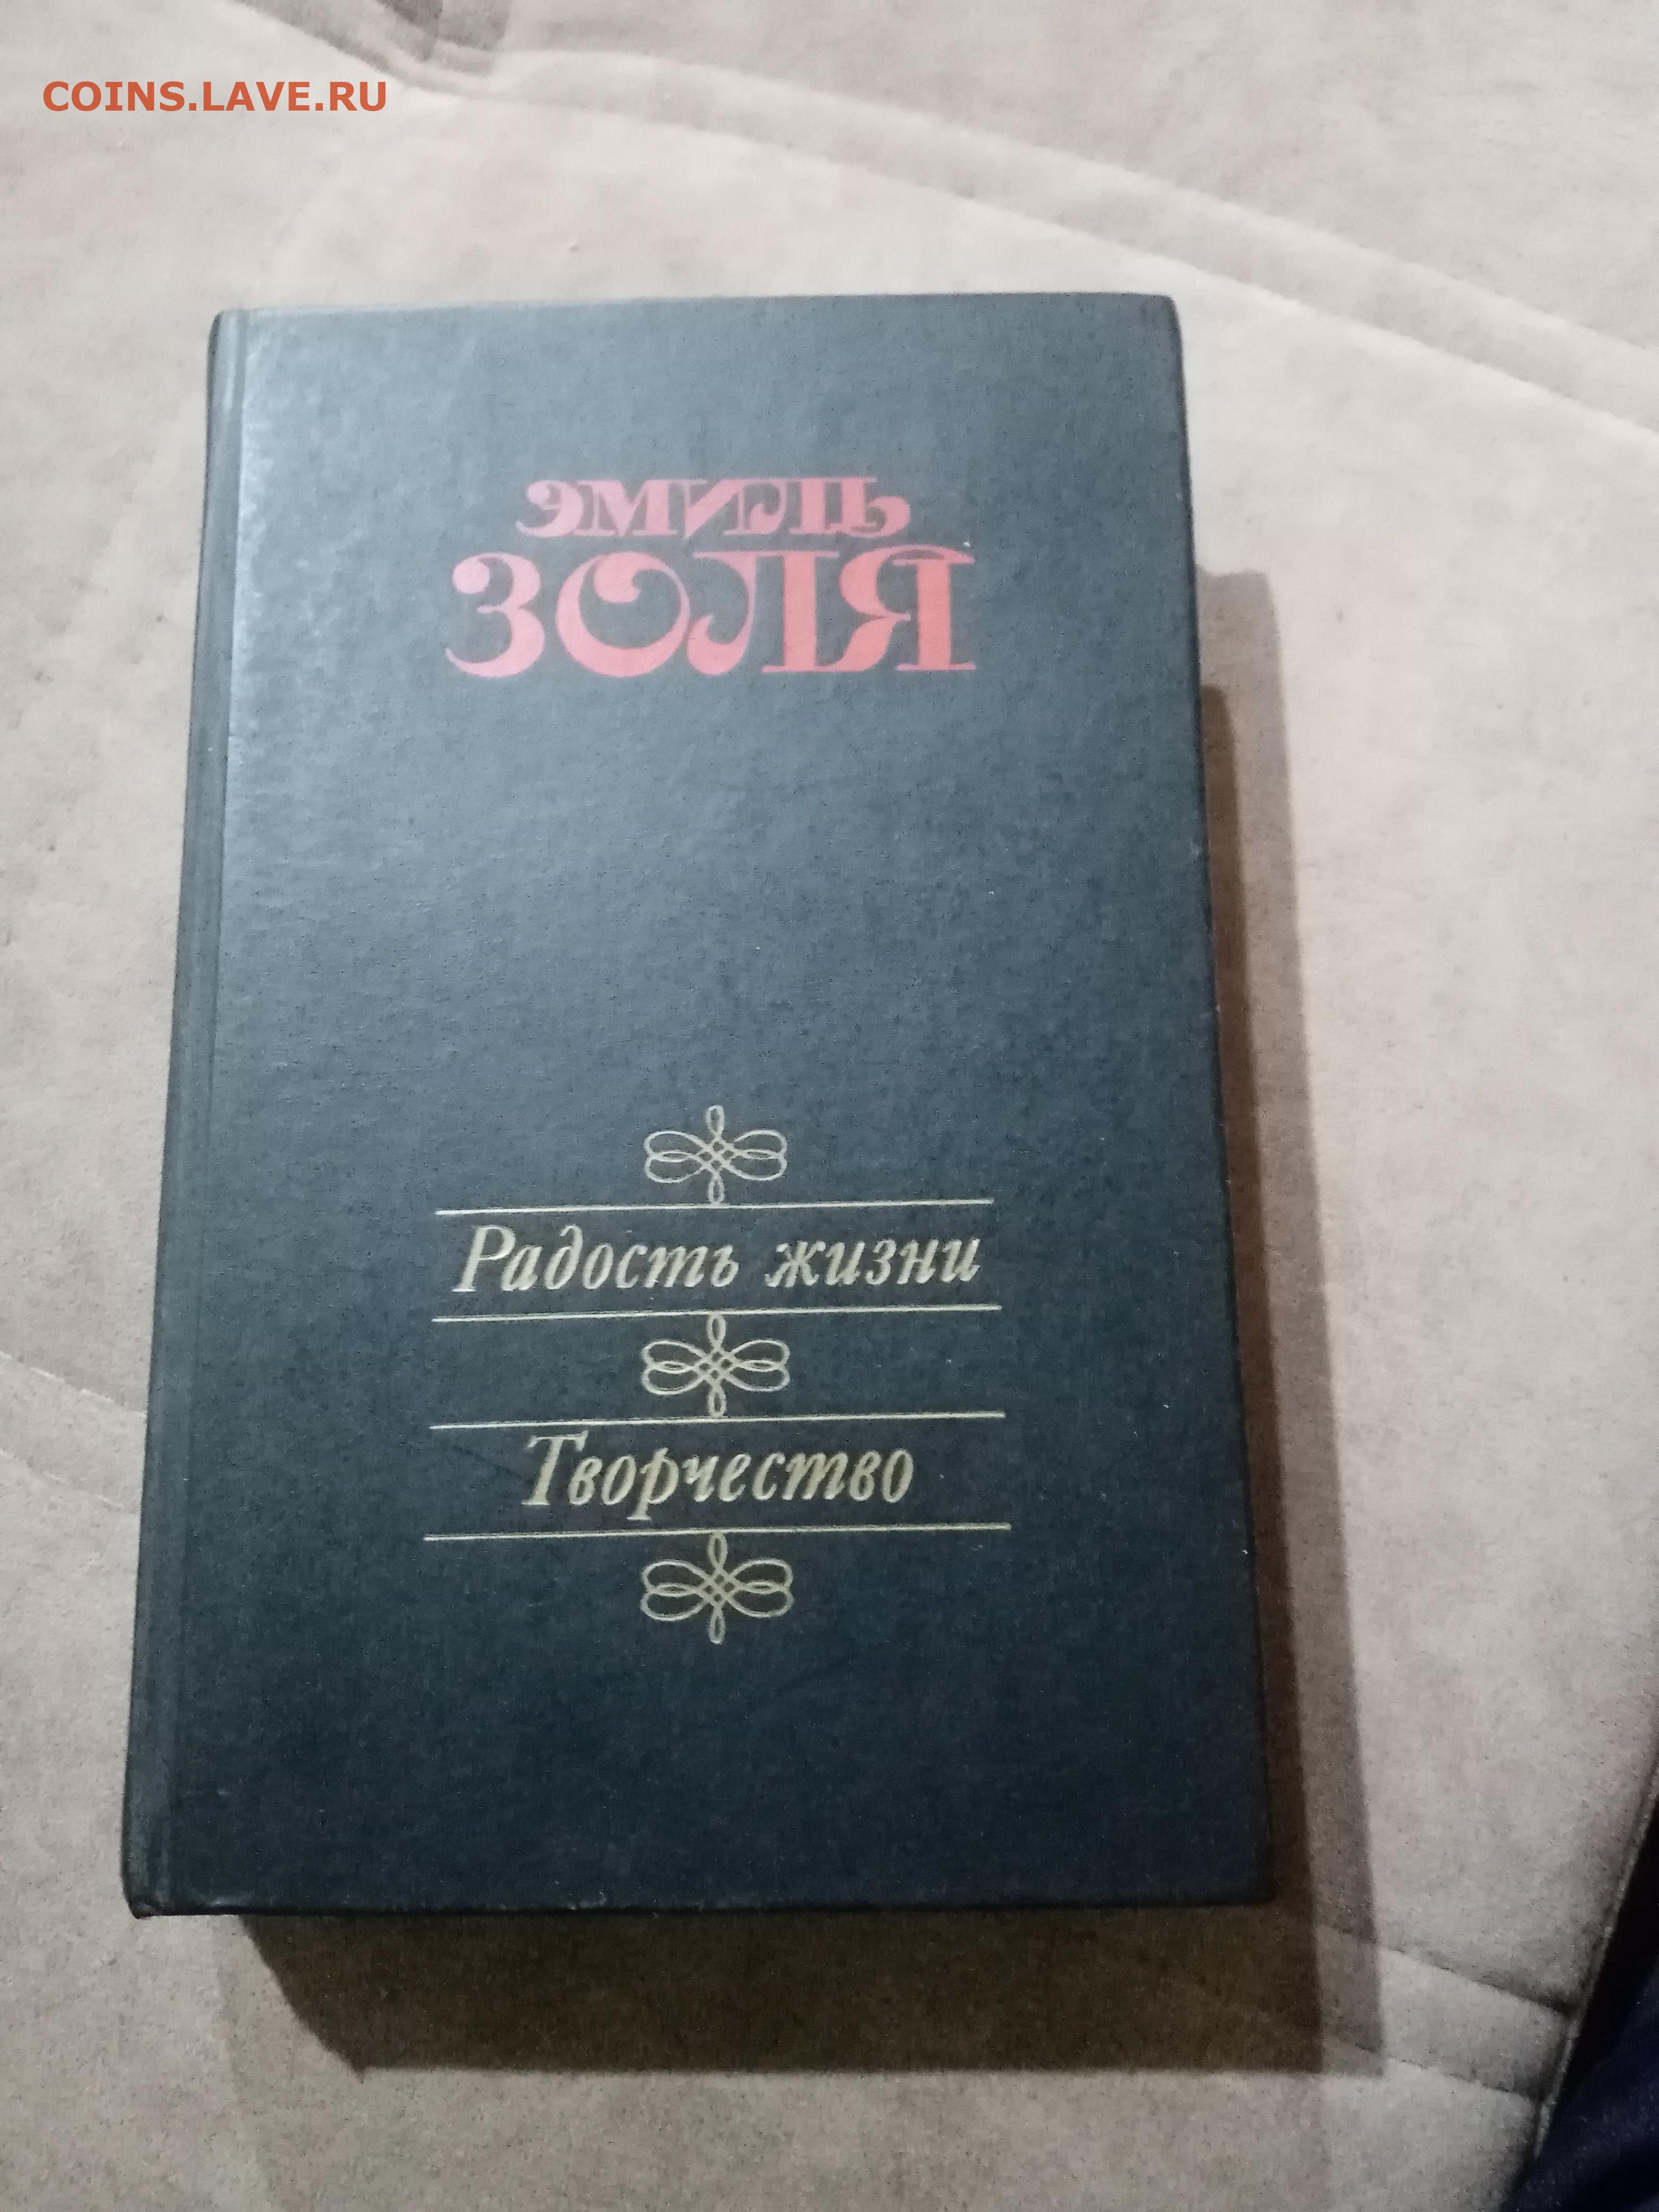 COINS.LAVE.RU
ЭМИЛЬ
ЗОЛЯ
Радость жизни
Творчество